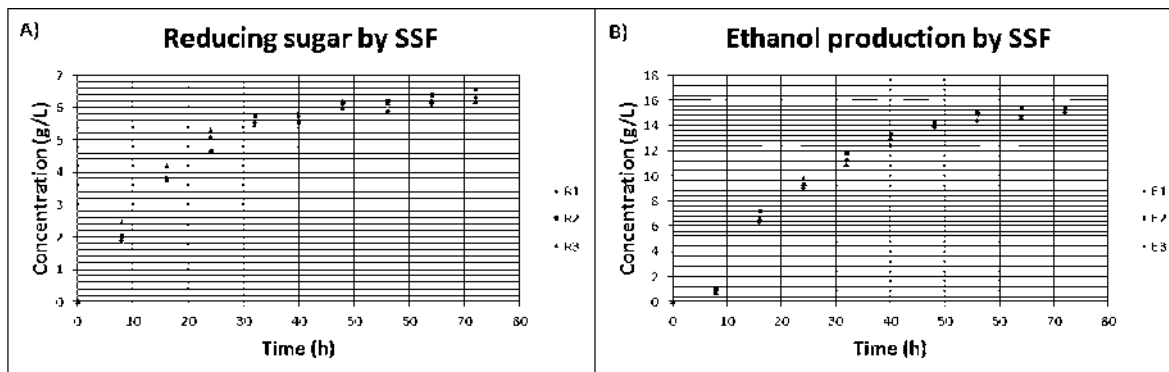 A)
Reducing sugar by SSF
Concentration (g/L)
7
6
5
4
3
2
1
0
0 10 20 30 40 50 60 70 80
Time (h)
R1
R2
R3
B)
Ethanol production by SSF
Concentration (g/L)
18
16
14
12
10
8
6
4
2
0
0 10 20 30 40 50 60 70 80
Time (h)
E1
E2
E3